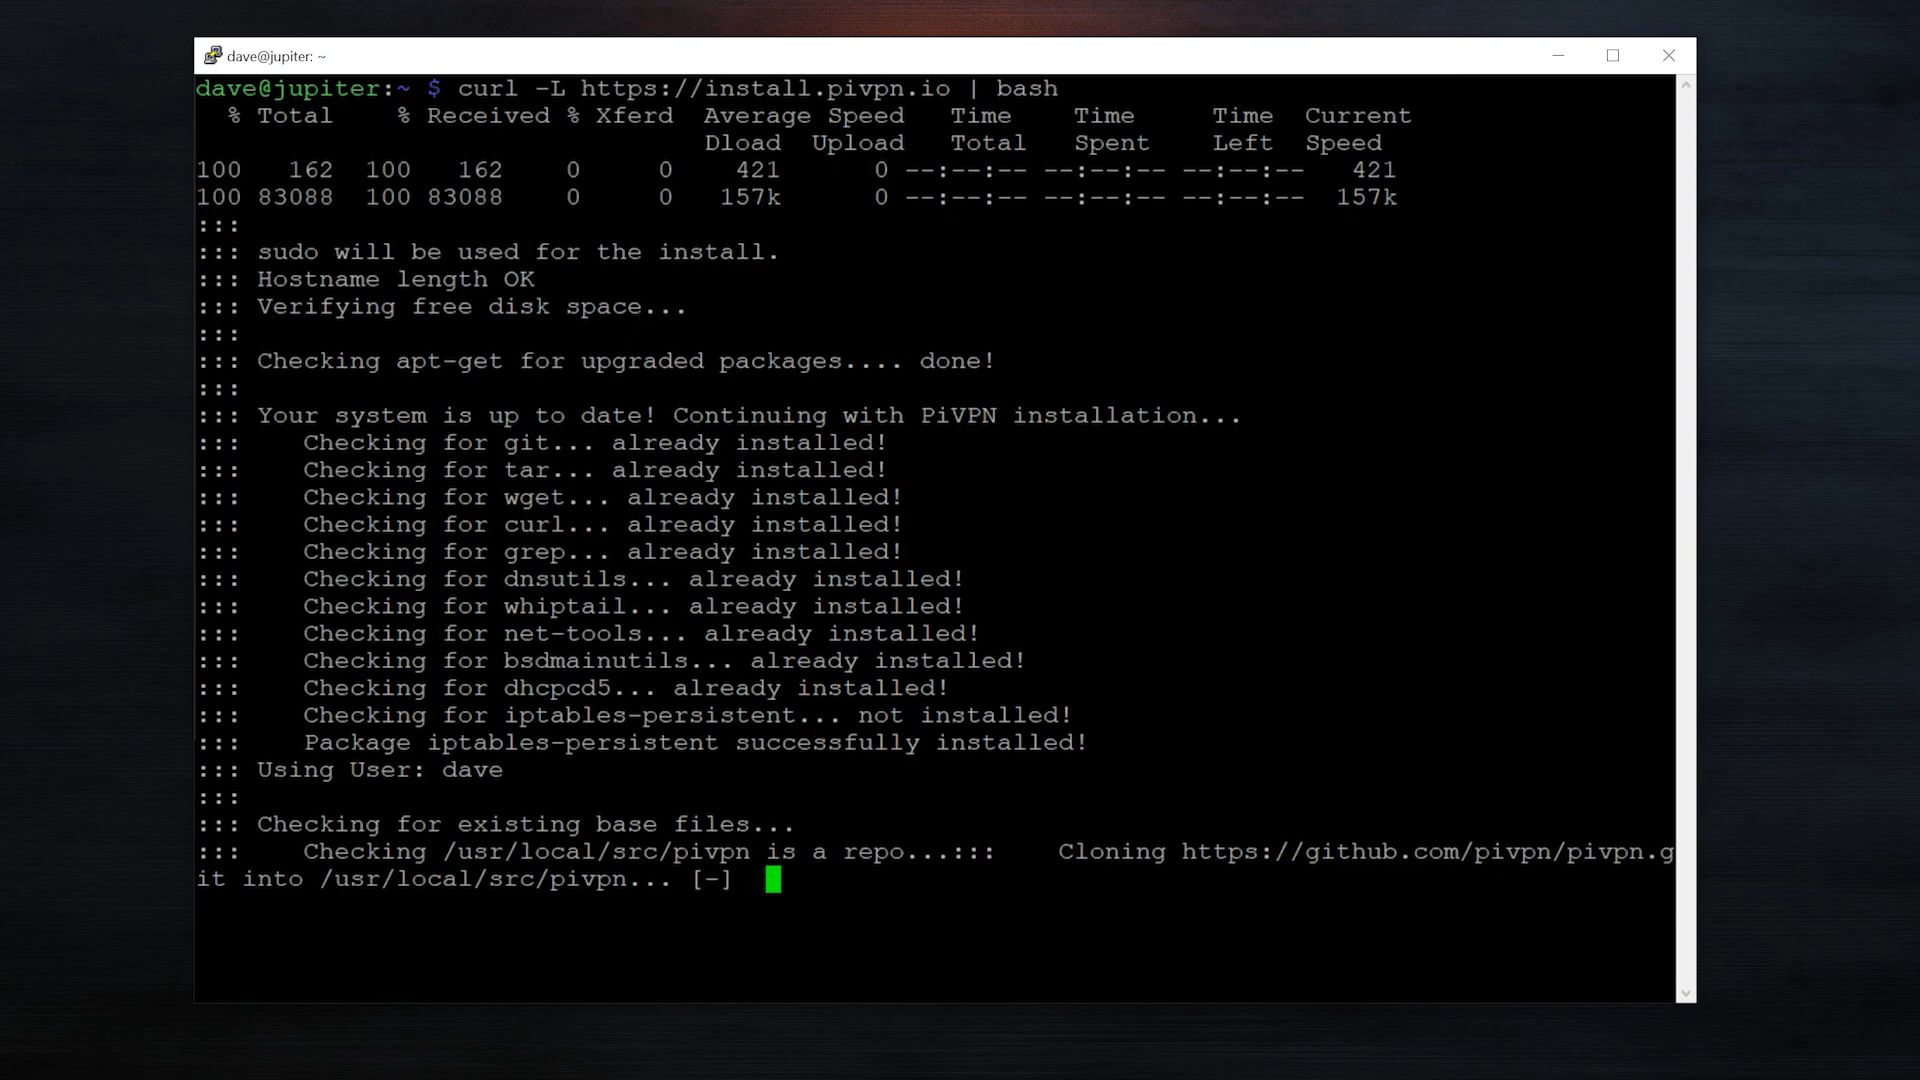 dave@jupiter: ~
dave@jupiter:~ $ curl -L https://install.pivpn.io | bash
% Total % Received % Xferd Average Speed Time Time Time Current
Dload Upload Total Spent Left Speed
100 162 100 162 0 0 421 0 --:--:-- --:--:-- --:--:-- 421
100 83088 100 83088 0 0 157k 0 --:--:-- --:--:-- --:--:-- 157k
:::
::: sudo will be used for the install.
::: Hostname length OK
::: Verifying free disk space...
:::
::: Checking apt-get for upgraded packages.... done!
:::
::: Your system is up to date! Continuing with PiVPN installation...
::: Checking for git... already installed!
::: Checking for tar... already installed!
::: Checking for wget... already installed!
::: Checking for curl... already installed!
::: Checking for grep... already installed!
::: Checking for dnsutils... already installed!
::: Checking for whiptail... already installed!
::: Checking for net-tools... already installed!
::: Checking for bsdmainutils... already installed!
::: Checking for dhcpcd5... already installed!
::: Checking for iptables-persistent... not installed!
::: Package iptables-persistent successfully installed!
::: Using User: dave
:::
::: Checking for existing base files...
::: Checking /usr/local/src/pivpn is a repo...::: Cloning https://github.com/pivpn/pivpn.g
it into /usr/local/src/pivpn... [-]